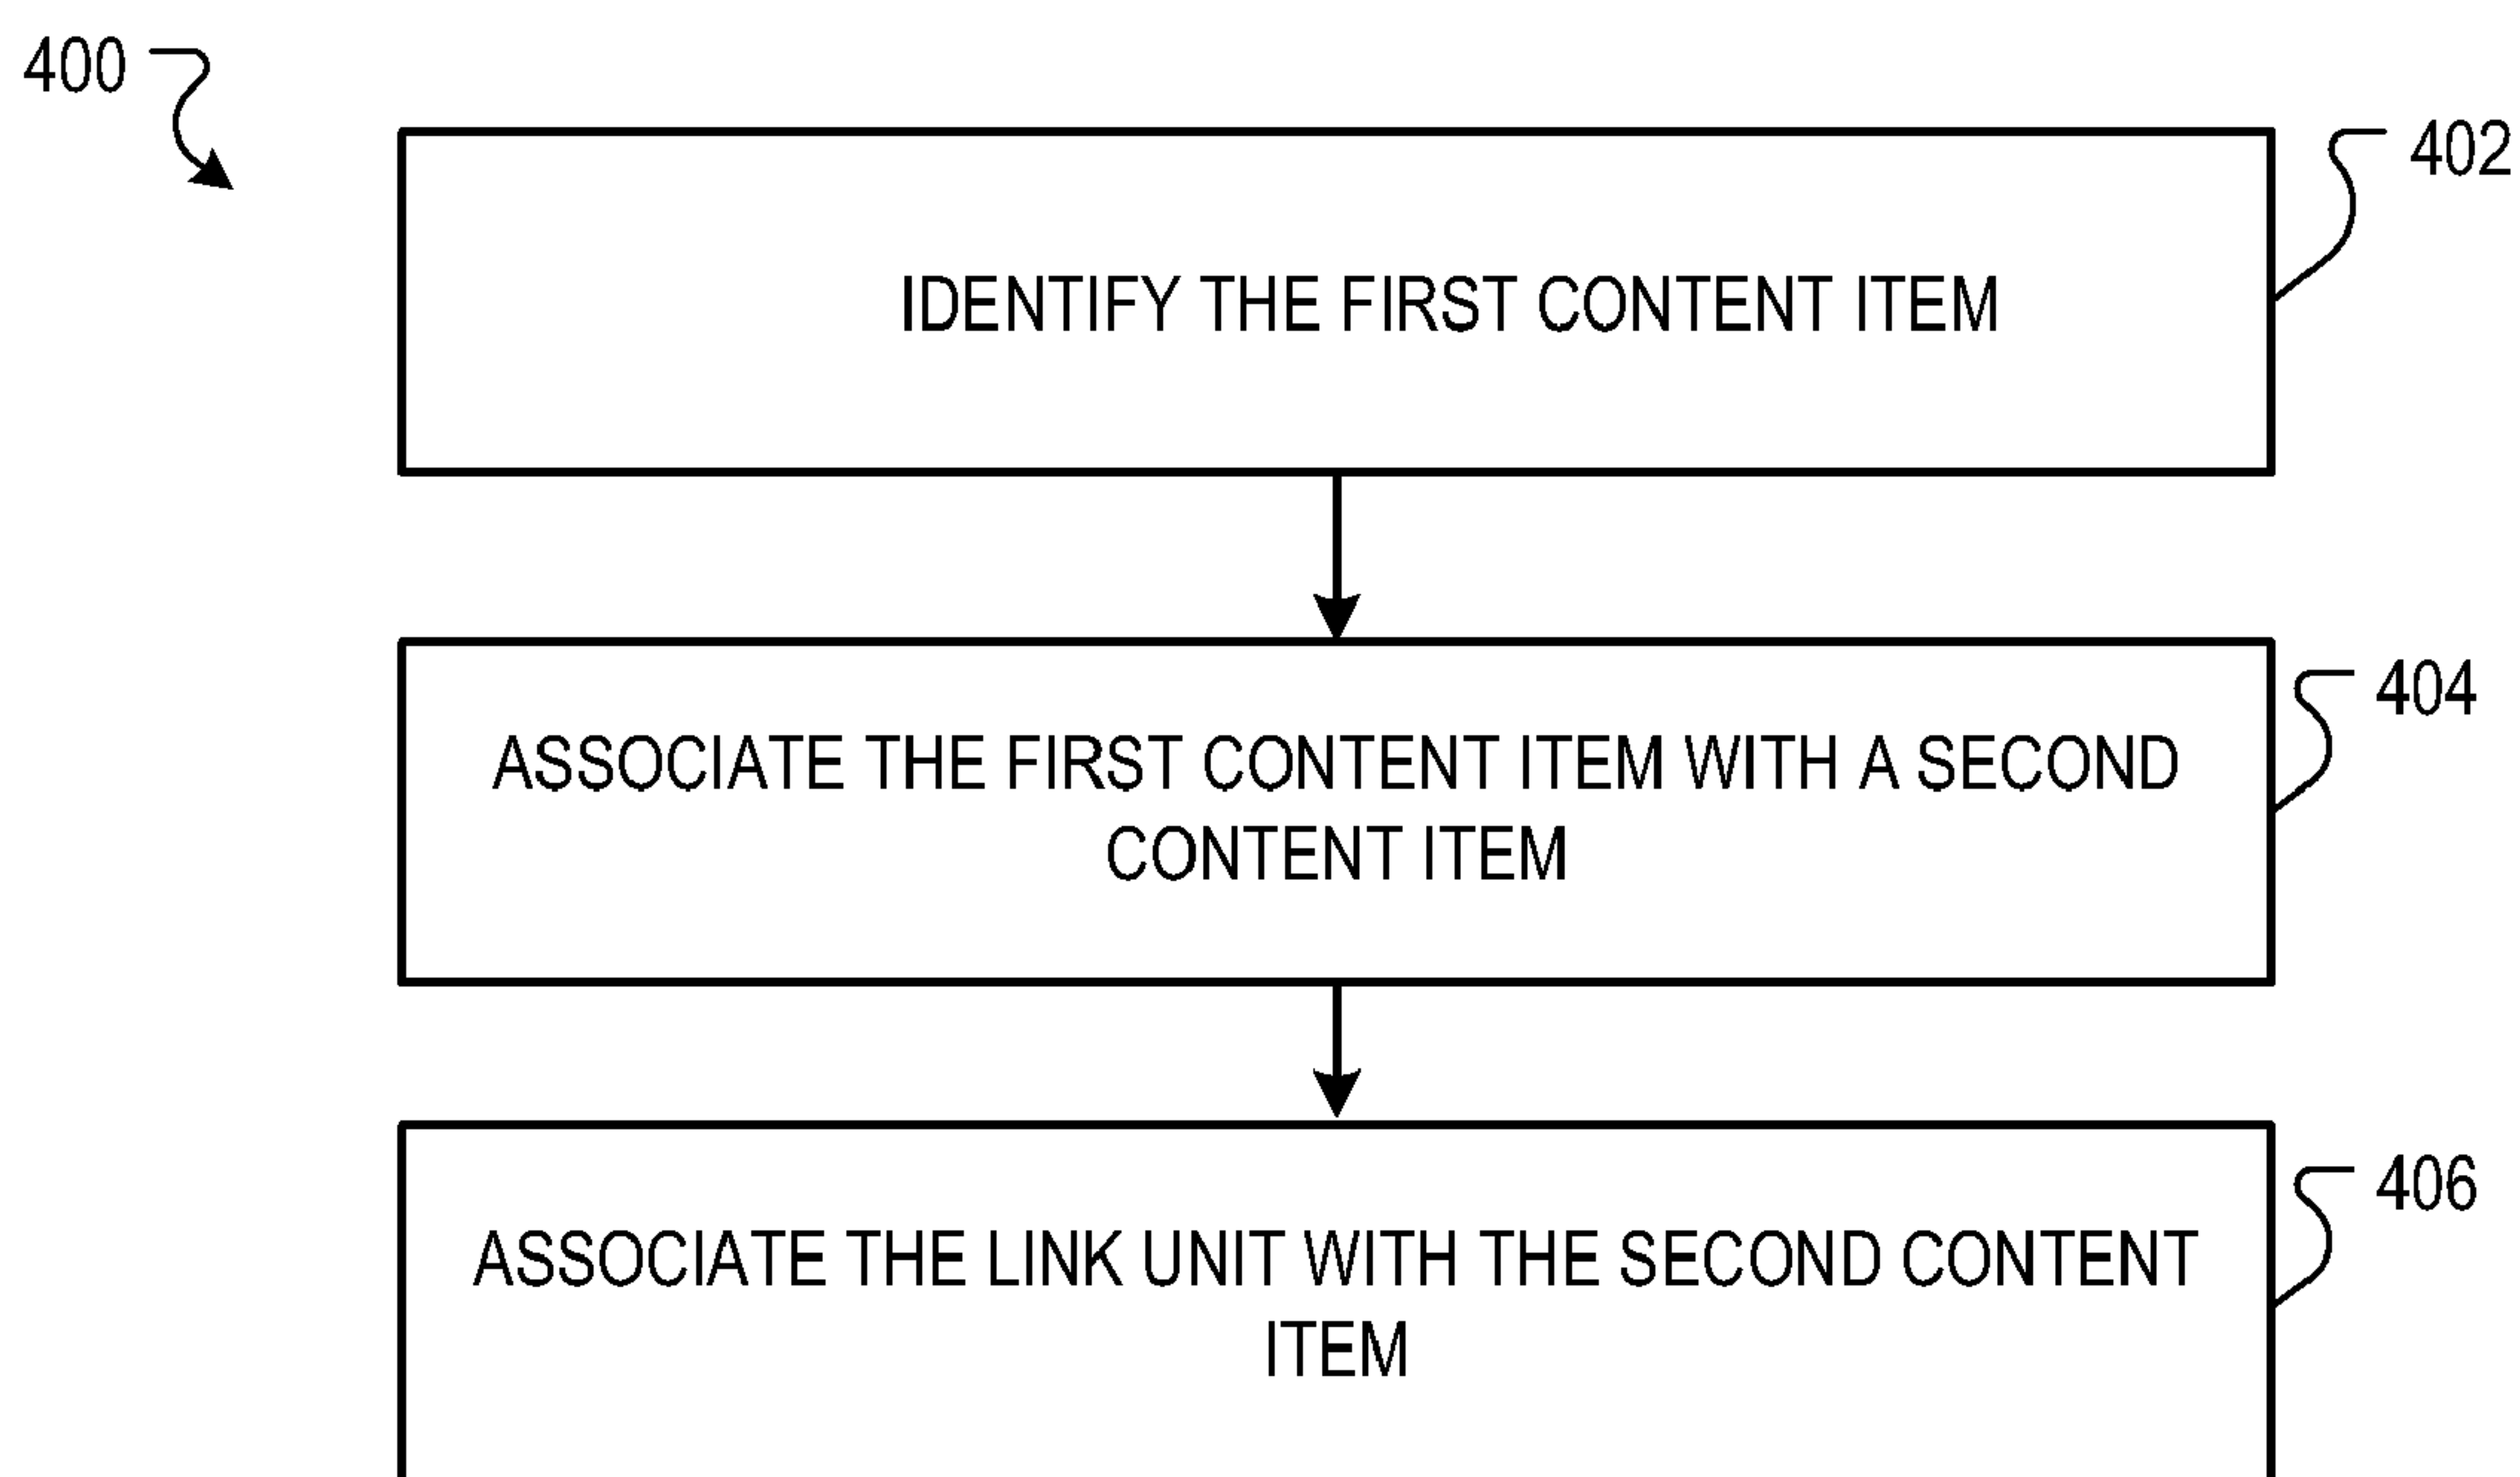 400
402
IDENTIFY THE FIRST CONTENT ITEM
404
ASSOCIATE THE FIRST CONTENT ITEM WITH A SECOND
CONTENT ITEM
406
ASSOCIATE THE LINK UNIT WITH THE SECOND CONTENT
ITEM